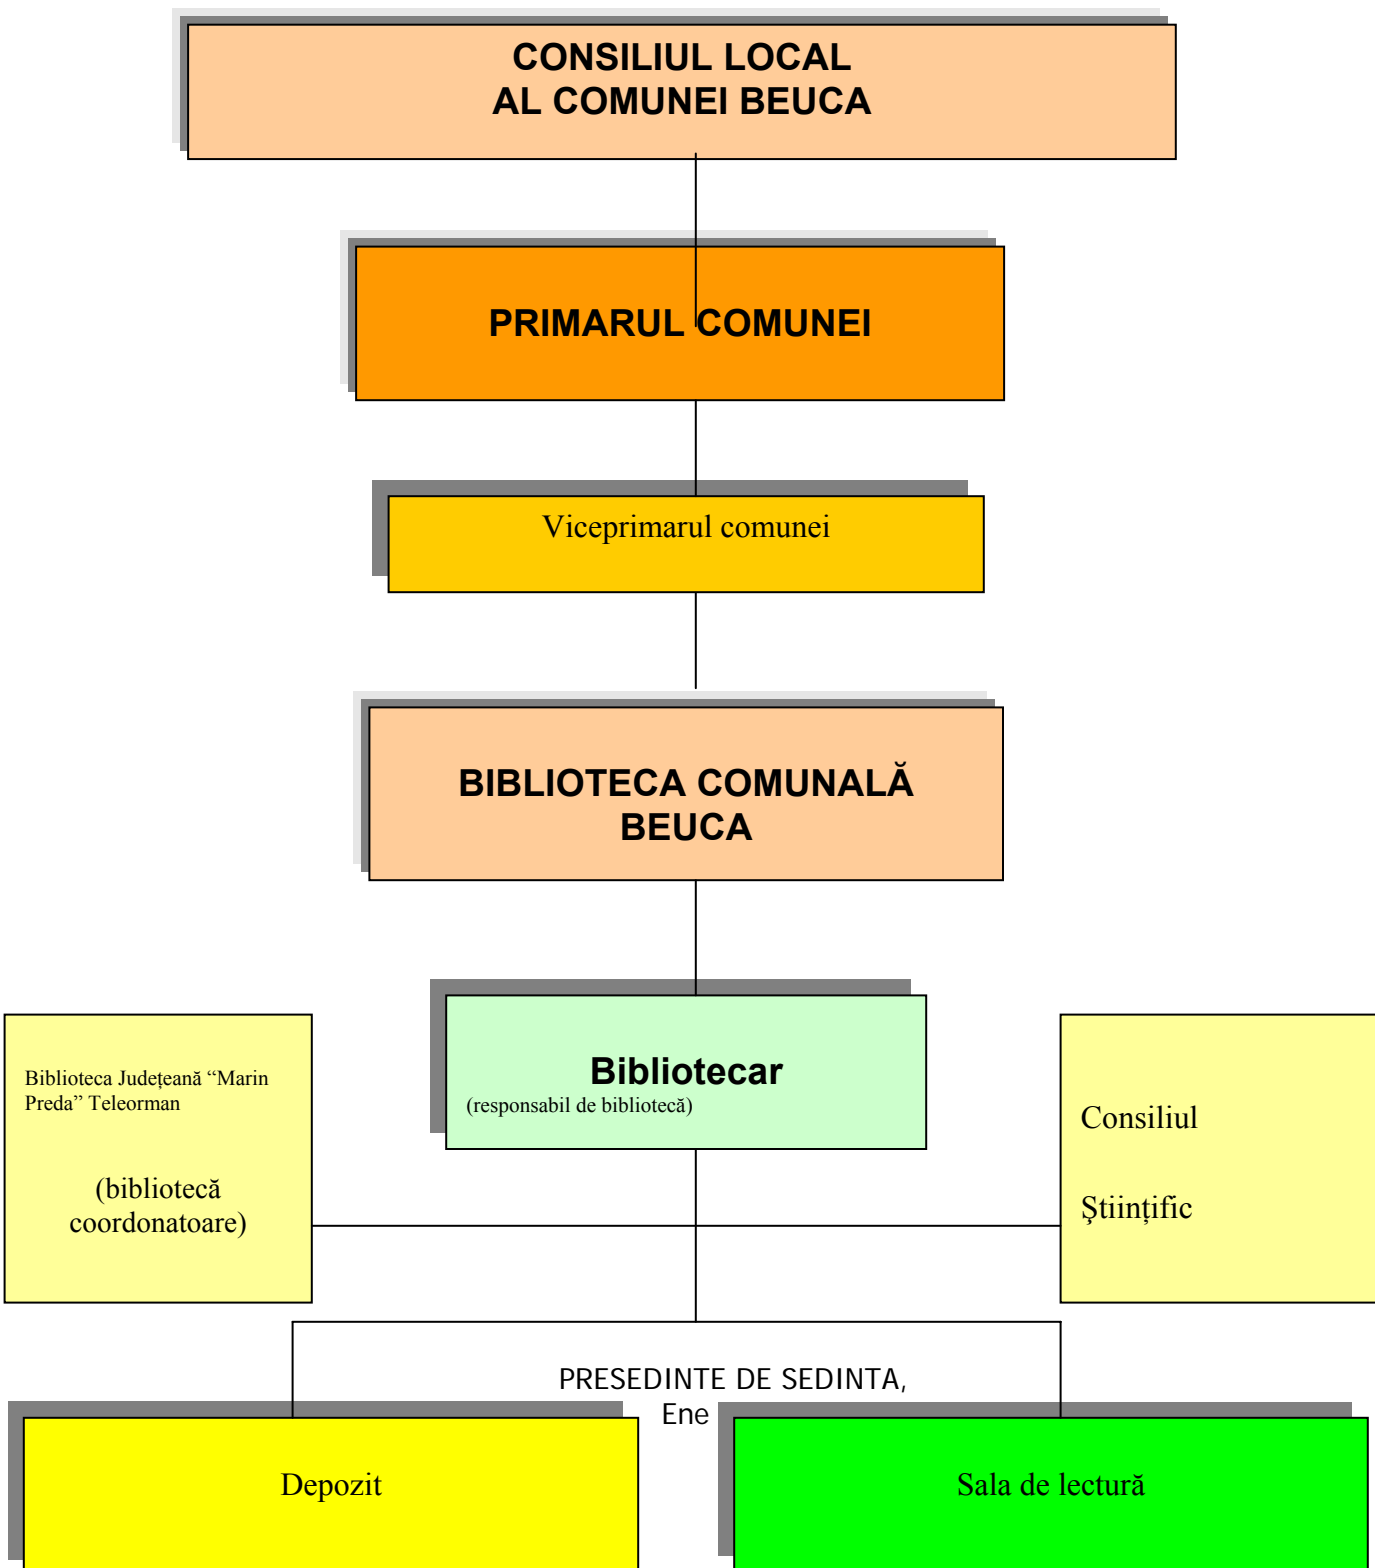 CONSILIUL LOCAL
AL COMUNEI BEUCA
PRIMARUL COMUNEI
Viceprimarul comunei
BIBLIOTECA COMUNALĂ
BEUCA
Bibliotecar
(responsabil de bibliotecă)
Biblioteca Județeană “Marin
Preda” Teleorman
(bibliotecă
coordonatoare)
Consiliul
Ştiințific
PRESEDINTE DE SEDINTA,
Ene
Depozit
Sala de lectură